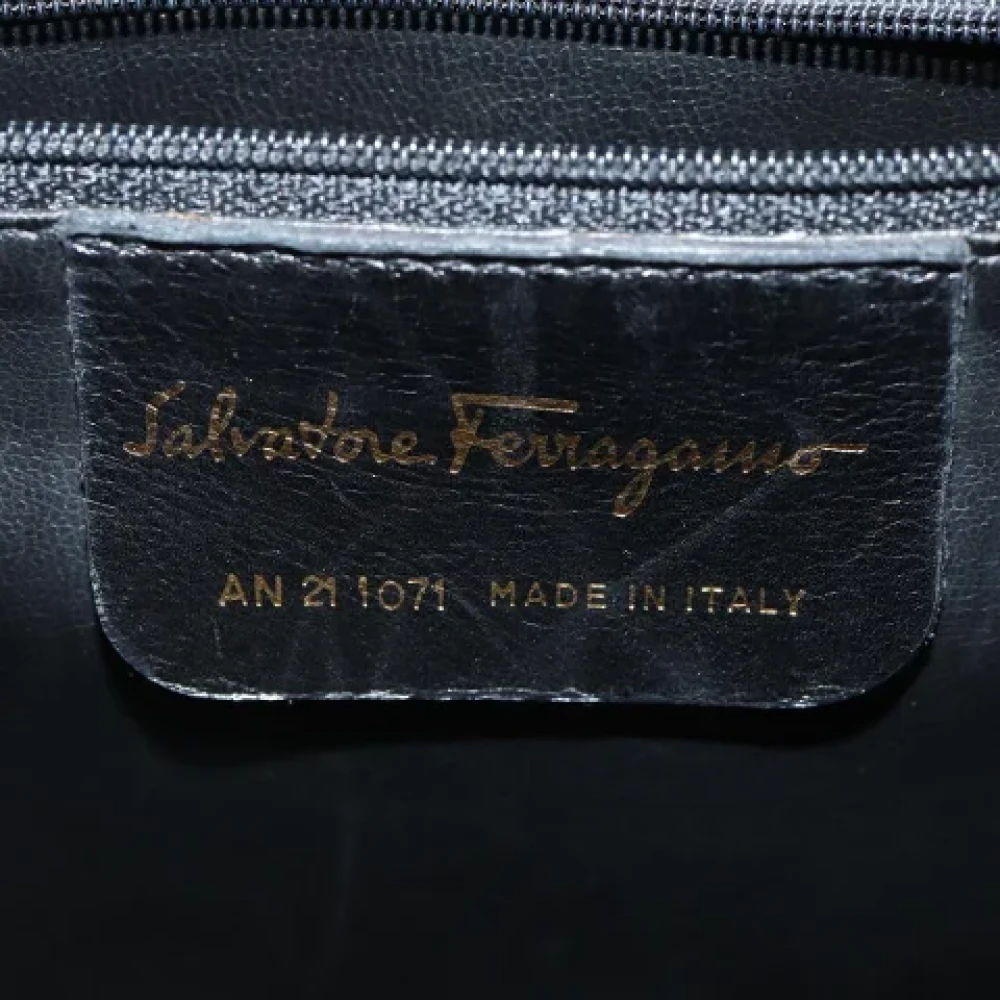 Salvatore Ferragamo
AN 21 1071 MADE IN ITALY